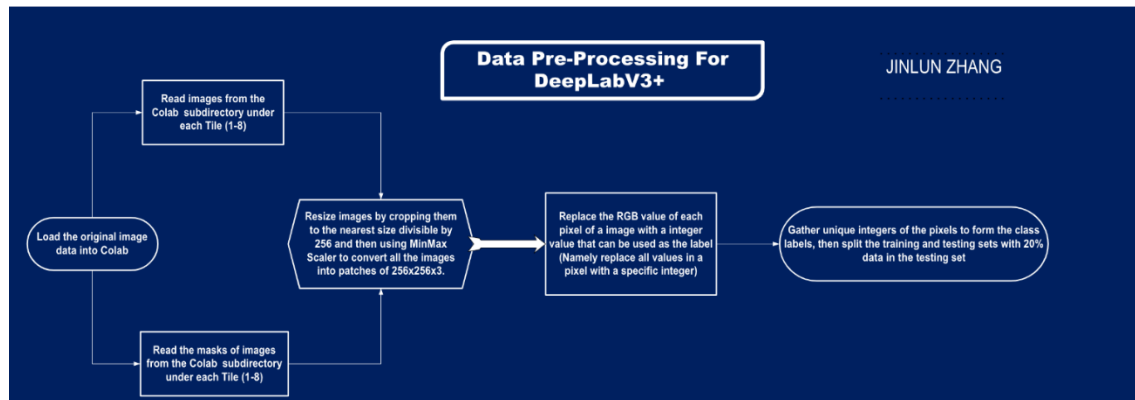 Data Pre-Processing For
DeepLabV3+
JINLUN ZHANG
Read images from the
Colab subdirectory under
each Tile (1-8)
Load the original image
data into Colab
Resize images by cropping them
to the nearest size divisible by
256 and then using MinMax
Scaler to convert all the images
into patches of 256x256x3.
Replace the RGB value of each
pixel of a image with a integer
value that can be used as the label
(Namely replace all values in a
pixel with a specific integer)
Gather unique integers of the pixels to form the class
labels, then split the training and testing sets with 20%
data in the testing set
Read the masks of images
from the Colab subdirectory
under each Tile (1-8)